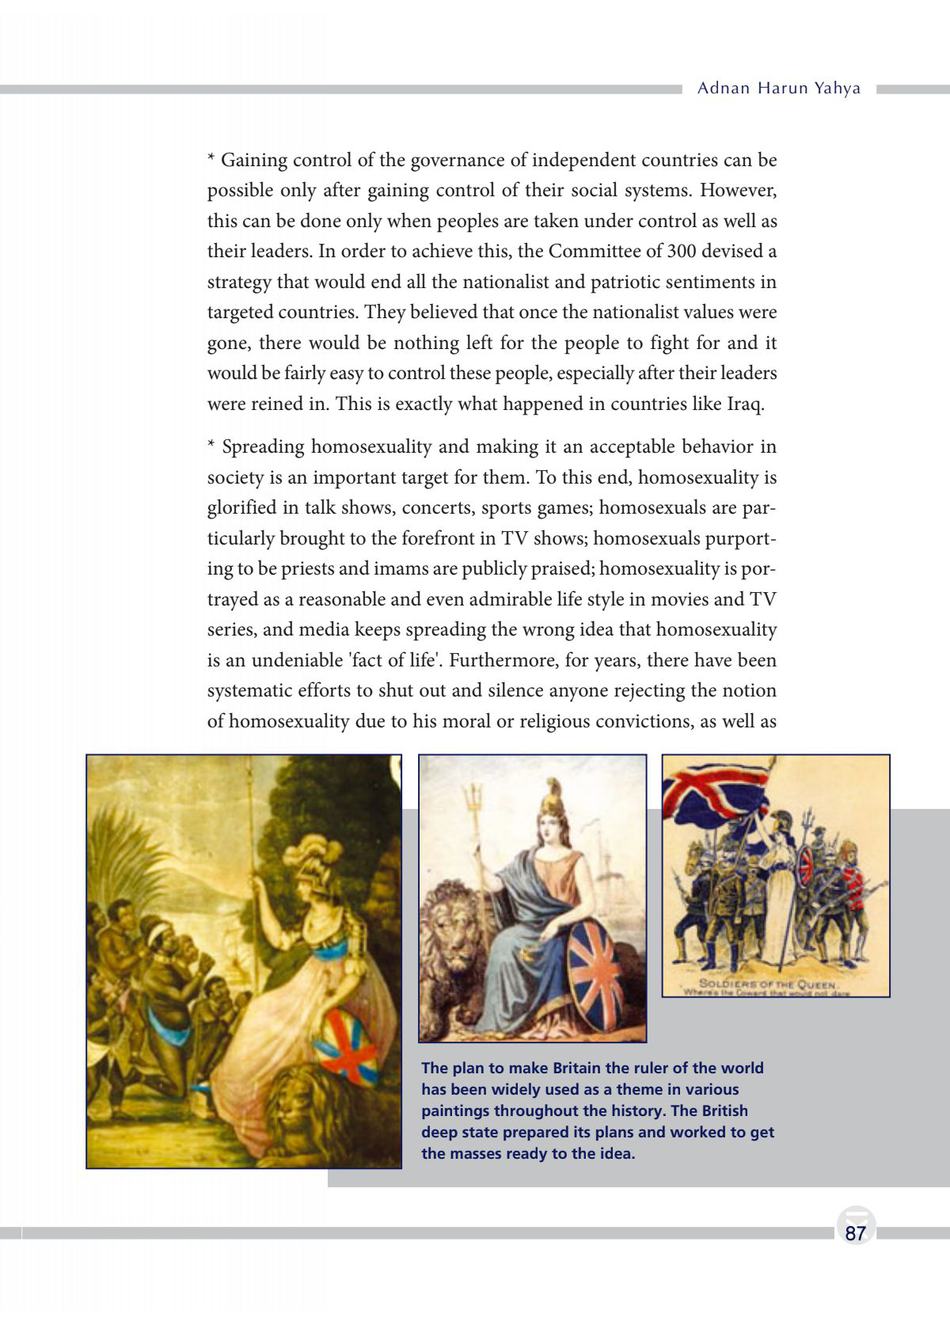 Adnan Harun Yahya
* Gaining control of the governance of independent countries can be
possible only after gaining control of their social systems. However,
this can be done only when peoples are taken under control as well as
their leaders. In order to achieve this, the Committee of 300 devised a
strategy that would end all the nationalist and patriotic sentiments in
targeted countries. They believed that once the nationalist values were
gone, there would be nothing left for the people to fight for and it
would be fairly easy to control these people, especially after their leaders
were reined in. This is exactly what happened in countries like Iraq.
* Spreading homosexuality and making it an acceptable behavior in
society is an important target for them. To this end, homosexuality is
glorified in talk shows, concerts, sports games; homosexuals are par-
ticularly brought to the forefront in TV shows; homosexuals purport-
ing to be priests and imams are publicly praised; homosexuality is por-
trayed as a reasonable and even admirable life style in movies and TV
series, and media keeps spreading the wrong idea that homosexuality
is an undeniable 'fact of life'. Furthermore, for years, there have been
systematic efforts to shut out and silence anyone rejecting the notion
of homosexuality due to his moral or religious convictions, as well as
SOLDIERS OF THE QUEEN.
Where's the Coward that would not dare
The plan to make Britain the ruler of the world
has been widely used as a theme in various
paintings throughout the history. The British
deep state prepared its plans and worked to get
the masses ready to the idea.
87